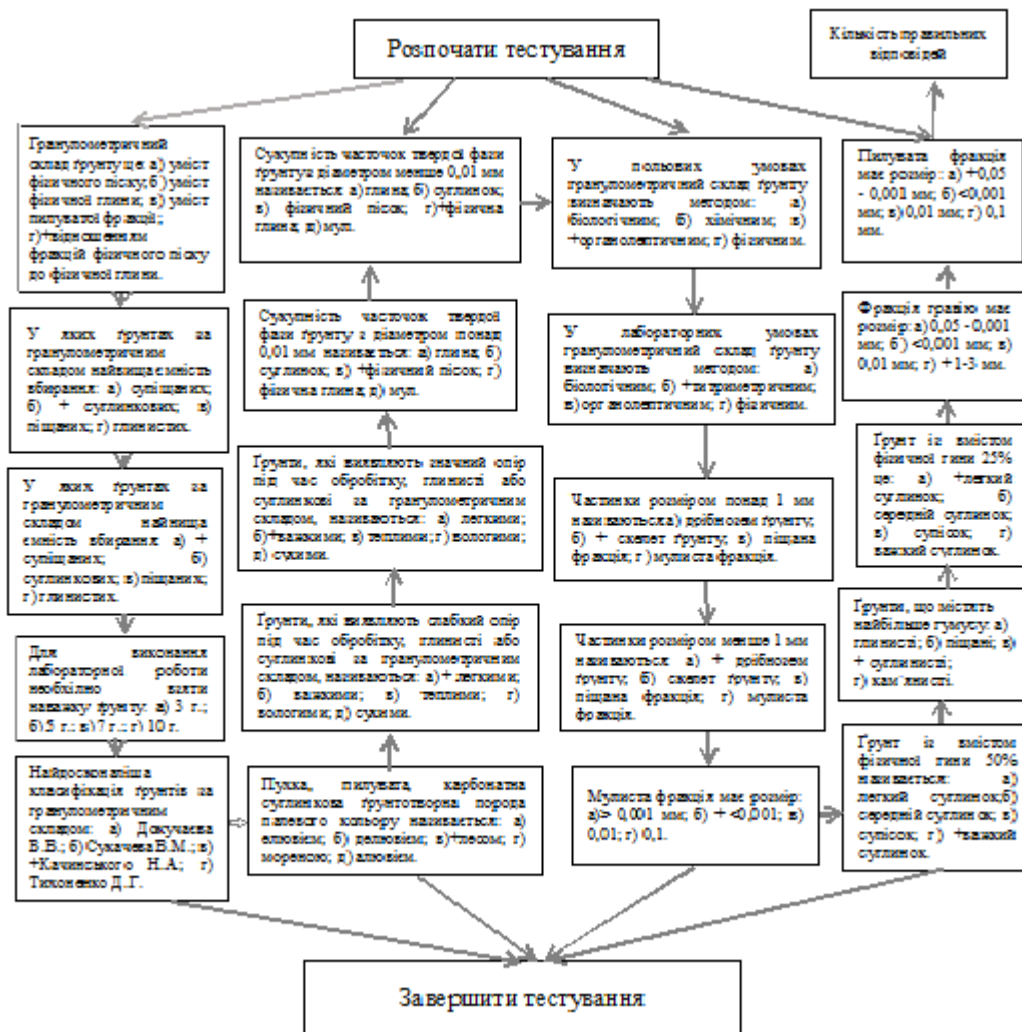 Розпочати тестування
Кількість правильних
відповідей
Гранулометричний
склад ґрунту це: а) уміст
фізичного піску; б) уміст
фізичної глини; в) уміст
пилуватої фракції;
г)+відношенням
фракцій фізичного піску
до фізичної глини.
У яких ґрунтах за
гранулометричним
складом найвища ємність
вбирання: а) супіщаних;
б) + суглинкових; в)
піщаних; г) глинистих.
У яких ґрунтах за
гранулометричним
складом найнища
ємність вбирання: а) +
супіщаних; б)
суглинкових; в) піщаних;
г) глинистих.
Для виконання
лабораторної роботи
необхілно взяти
наважку ґрунту: а) 3 г.;
б) 5 г.; в) 7 г.; г) 10 г.
Найдосконаліша
класифікація ґрунтів за
гранулометричним
складом: а) Докучаєва
В.В.; б) Сукачева В.М.; в)
+Качинського Н.А; г)
Тихоненко Д.Г.
Сукупність часточок твердої фази
ґрунту з діаметром менше 0,01 мм
називається: а) глина; б) суглинок;
в) фізичний пісок; г)+фізична
глина; д) мул.
Сукупність часточок твердої
фази ґрунту з діаметром понад
0,01 мм називається: а) глина; б)
суглинок; в) +фізичний пісок; г)
фізична глина; д) мул.
Ґрунти, які виявляють значний опір
під час обробітку, глинисті або
суглинкові за гранулометричним
складом, називаються: а) легкими;
б)+важкими; в) теплими; г) вологими;
д) сухими.
Ґрунти, які виявляють слабкий опір
під час обробітку, глинисті або
суглинкові за гранулометричним
складом, називаються: а)+ легкими;
б) важкими; в) теплими; г)
вологими; д) сухими.
Пухка, пилувата, карбонатна
суглинкова ґрунтотворна порода
палевого кольору називається: а)
елювієм; б) делювієм; в)+лесом; г)
мореною; д) алювієм.
У польових умовах
гранулометричний склад ґрунту
визначають методом: а)
біологічним; б) хімічним; в)
+органолептичним; г) фізичним.
У лабораторних умовах
гранулометричний склад ґрунту
визначають методом: а)
біологічним; б) +титриметричним;
в) органолептичним; г) фізичним.
Частинки розміром понад 1 мм
називаються: а) дрібнозем ґрунту;
б) + скелет ґрунту; в) піщана
фракція; г) мулиста фракція.
Частинки розміром менше 1 мм
називаються: а) + дрібнозем
ґрунту; б) скелет ґрунту; в)
піщана фракція; г) мулиста
фракція.
Мулиста фракція має розмір:
а)> 0,001 мм; б) + <0,001; в)
0,01; г) 0,1.
Пилувата фракція
має розмір: а) +0,05
- 0,001 мм; б) <0,001
мм; в) 0,01 мм; г) 0,1
мм.
Фракція гравію має
розмір: а) 0,05 - 0,001
мм; б) <0,001 мм; в)
0,01 мм; г) + 1-3 мм.
Ґрунт із вмістом
фізичної гини 25%
це: а) +легкий
суглинок; б)
середній суглинок;
в) супісок; г)
важкий суглинок.
Ґрунти, що містять
найбільше гумусу: а)
глинисті; б) піщані; в)
+ суглинисті;
г) кам`янисті.
Ґрунт із вмістом
фізичної гини 50%
називається: а)
легкий суглинок;б)
середній суглинок;
в) супісок; г) +важкий
суглинок.
Завершити тестування